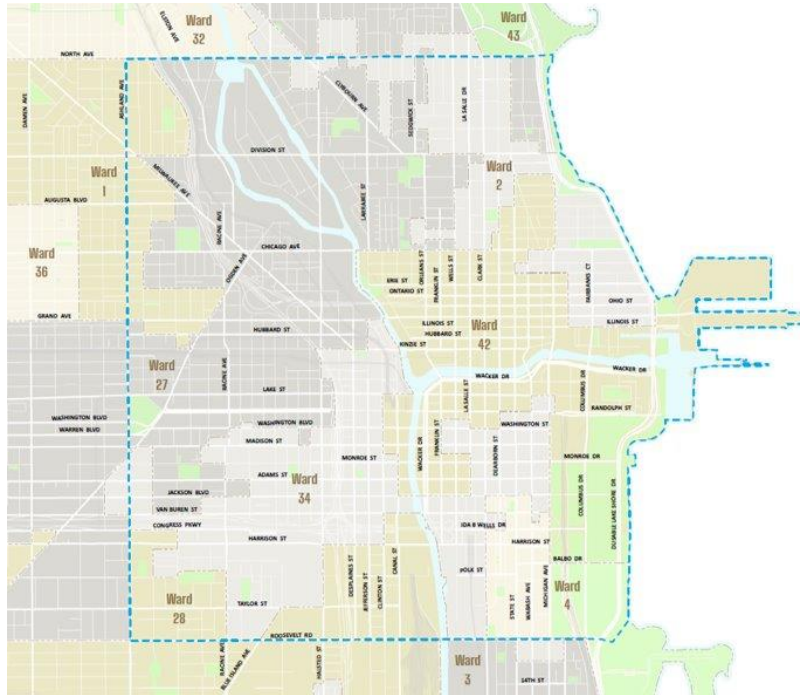 Ward
32
Ward
43
ELSTON AVE
NORTH AVE
DAMEN AVE
ASHLAND AVE
CLYBOURN AVE
SEDGWICK ST
LA SALLE DR
DIVISION ST
MILWAUKEE AVE
Ward
1
Ward
2
LARRABEE ST
AUGUSTA BLVD
RACINE AVE
CHICAGO AVE
OGDEN AVE
Ward
36
ORLEANS ST
FRANKLIN ST
WELLS ST
CLARK ST
FAIRBANKS CT
ERIE ST
ONTARIO ST
OHIO ST
GRAND AVE
HUBBARD ST
ILLINOIS ST
HUBBARD ST
ILLINOIS ST
Ward
42
KINZIE ST
Ward
27
RACINE AVE
LAKE ST
WACKER DR
WACKER DR
LA SALLE ST
COLUMBUS DR
RANDOLPH ST
WASHINGTON BLVD
WARREN BLVD
WASHINGTON BLVD
WASHINGTON ST
MADISON ST
MONROE ST
WACKER DR
FRANKLIN ST
DEARBORN ST
MONROE DR
ADAMS ST
Ward
34
JACKSON BLVD
VAN BUREN ST
CONGRESS PKWY
COLUMBUS DR
DUSABLE LAKE SHORE DR
IDA B WELLS DR
HARRISON ST
HARRISON ST
BALBO DR
DESPLAINES ST
JEFFERSON ST
CLINTON ST
CANAL ST
POLK ST
STATE ST
WABASH AVE
MICHIGAN AVE
Ward
4
Ward
28
TAYLOR ST
ROOSEVELT RD
RACINE AVE
BLUE ISLAND AVE
HALSTED ST
Ward
3
14TH ST